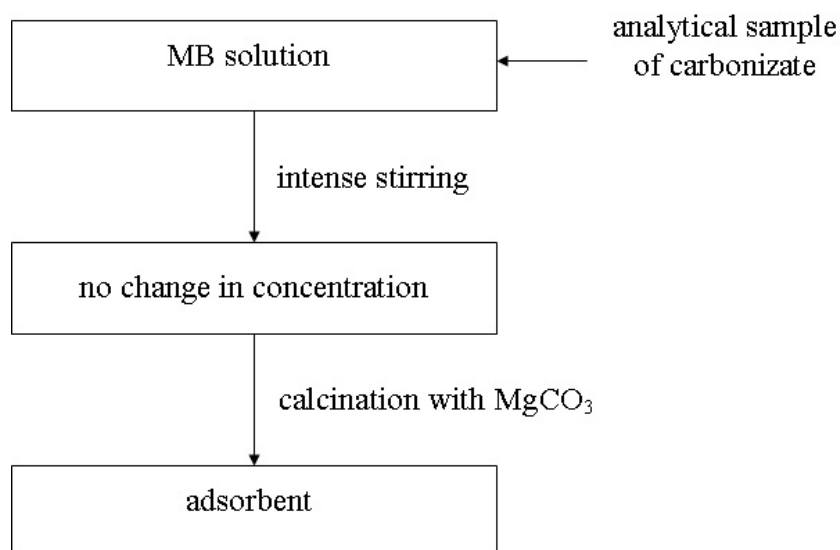 MB solution
analytical sample
of carbonizate
intense stirring
no change in concentration
calcination with MgCO₃
adsorbent